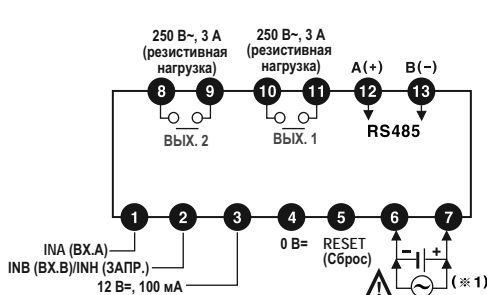 250 В~, 3 А
(резистивная
нагрузка)
250 В~, 3 А
(резистивная
нагрузка)
A(+)
B(−)
8
9
10
11
12
13
ВЫХ. 2
ВЫХ. 1
RS485
1
2
3
4
5
6
7
INA (ВХ.А)
INB (ВХ.В)/INH (ЗАПР.)
12 В=, 100 мА
0 В=
RESET
(Сброс)
− +
(※1)